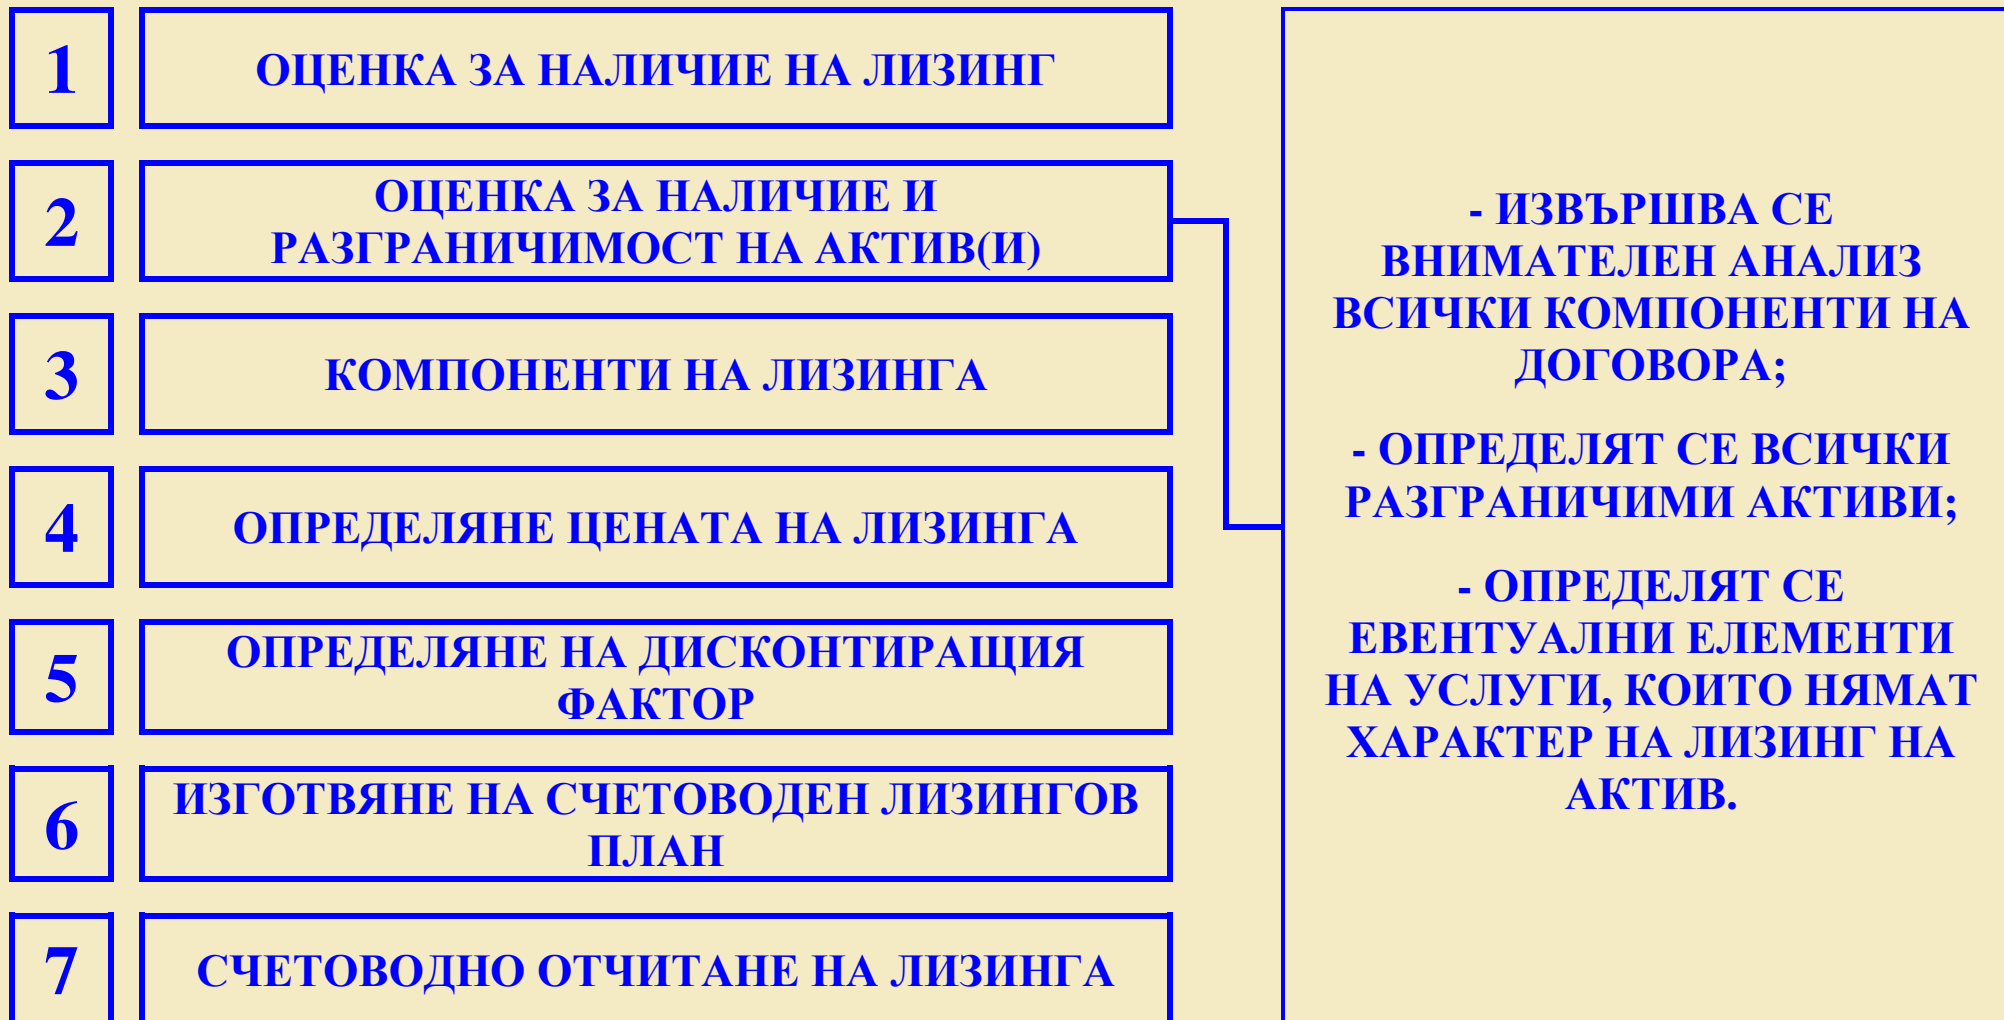 1
ОЦЕНКА ЗА НАЛИЧИЕ НА ЛИЗИНГ
2
ОЦЕНКА ЗА НАЛИЧИЕ И
РАЗГРАНИЧИМОСТ НА АКТИВ(И)
3
КОМПОНЕНТИ НА ЛИЗИНГА
4
ОПРЕДЕЛЯНЕ ЦЕНАТА НА ЛИЗИНГА
5
ОПРЕДЕЛЯНЕ НА ДИСКОНТИРАЩИЯ
ФАКТОР
6
ИЗГОТВЯНЕ НА СЧЕТОВОДЕН ЛИЗИНГОВ
ПЛАН
7
СЧЕТОВОДНО ОТЧИТАНЕ НА ЛИЗИНГА
- ИЗВЪРШВА СЕ
ВНИМАТЕЛЕН АНАЛИЗ
ВСИЧКИ КОМПОНЕНТИ НА
ДОГОВОРА;
- ОПРЕДЕЛЯТ СЕ ВСИЧКИ
РАЗГРАНИЧИМИ АКТИВИ;
- ОПРЕДЕЛЯТ СЕ
ЕВЕНТУАЛНИ ЕЛЕМЕНТИ
НА УСЛУГИ, КОИТО НЯМАТ
ХАРАКТЕР НА ЛИЗИНГ НА
АКТИВ.